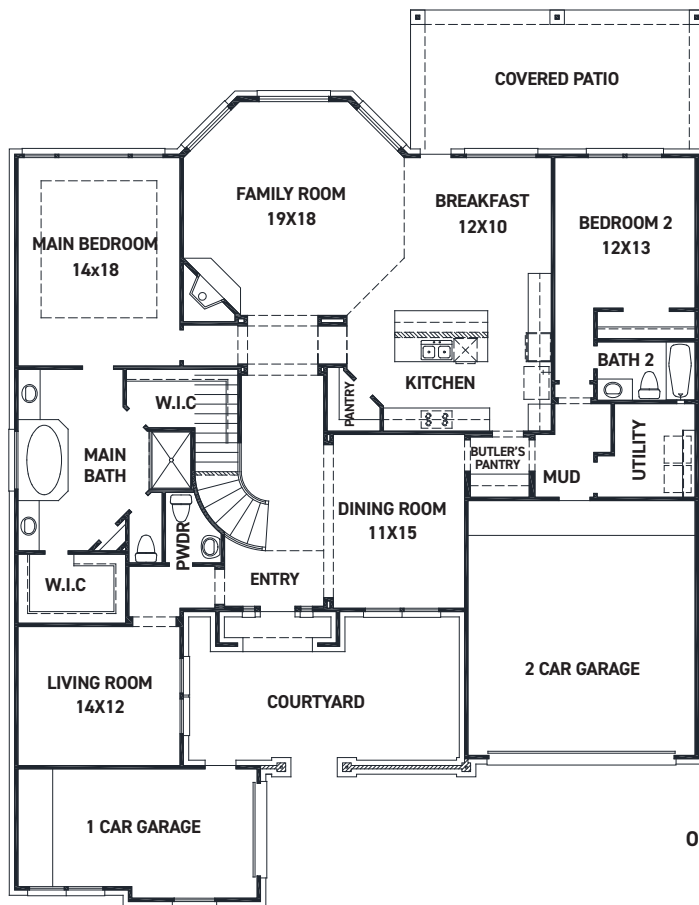 COVERED PATIO
FAMILY ROOM
19X18
BREAKFAST
12X10
BEDROOM 2
12X13
MAIN BEDROOM
14x18
BATH 2
KITCHEN
PANTRY
W.I.C
MAIN
BATH
BUTLER'S
PANTRY
MUD
UTILITY
DINING ROOM
11X15
PWDR
ENTRY
W.I.C
LIVING ROOM
14X12
COURTYARD
2 CAR GARAGE
1 CAR GARAGE
O